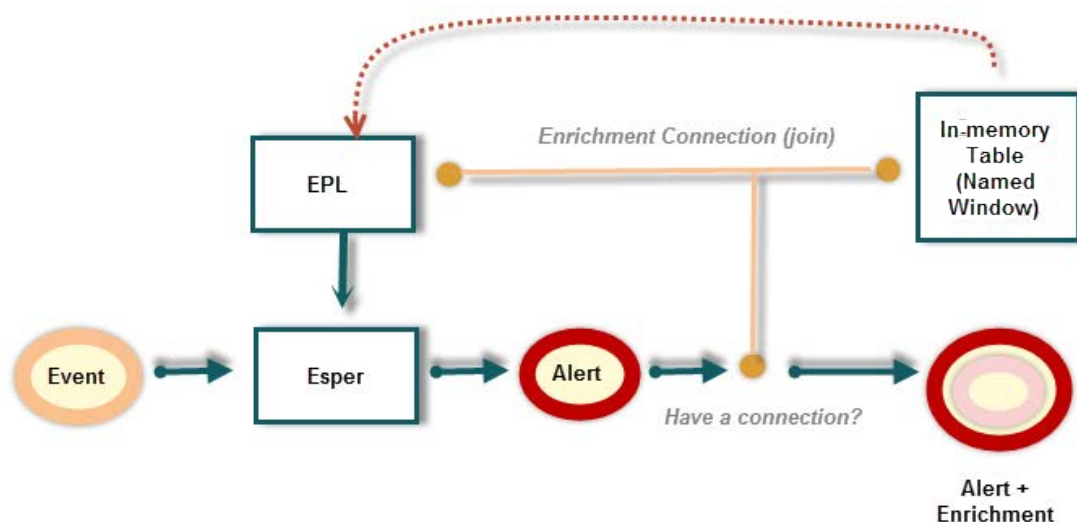 Enrichment Connection (join)
In-memory
Table
(Named
Window)
EPL
Event
Esper
Alert
Have a connection?
Alert +
Enrichment